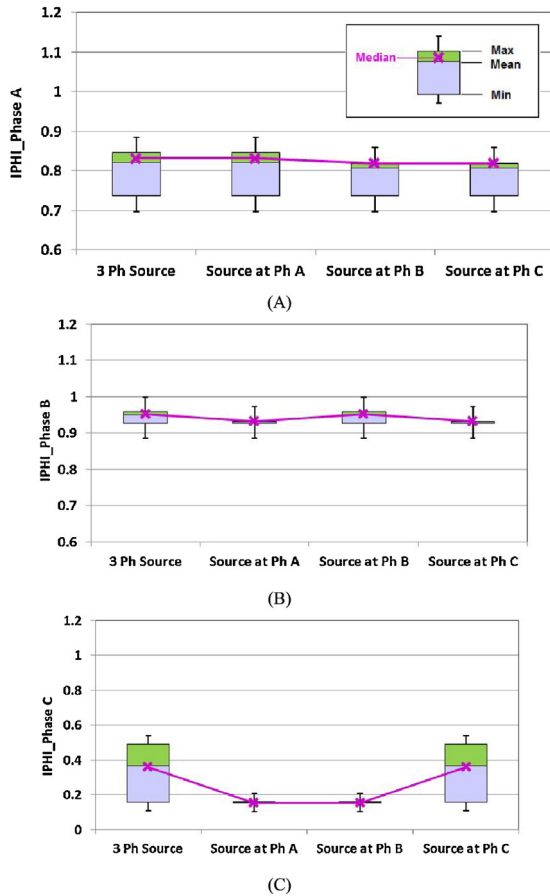 (A)
IPHI_Phase A
1.2
1.1
1
0.9
0.8
0.7
0.6
Median
Max
Mean
Min
3 Ph Source Source at Ph A Source at Ph B Source at Ph C
(A)
IPHI_Phase B
1.2
1.1
1
0.9
0.8
0.7
0.6
3 Ph Source Source at Ph A Source at Ph B Source at Ph C
(B)
IPHI_Phase C
1.2
1
0.8
0.6
0.4
0.2
0
3 Ph Source Source at Ph A Source at Ph B Source at Ph C
(C)